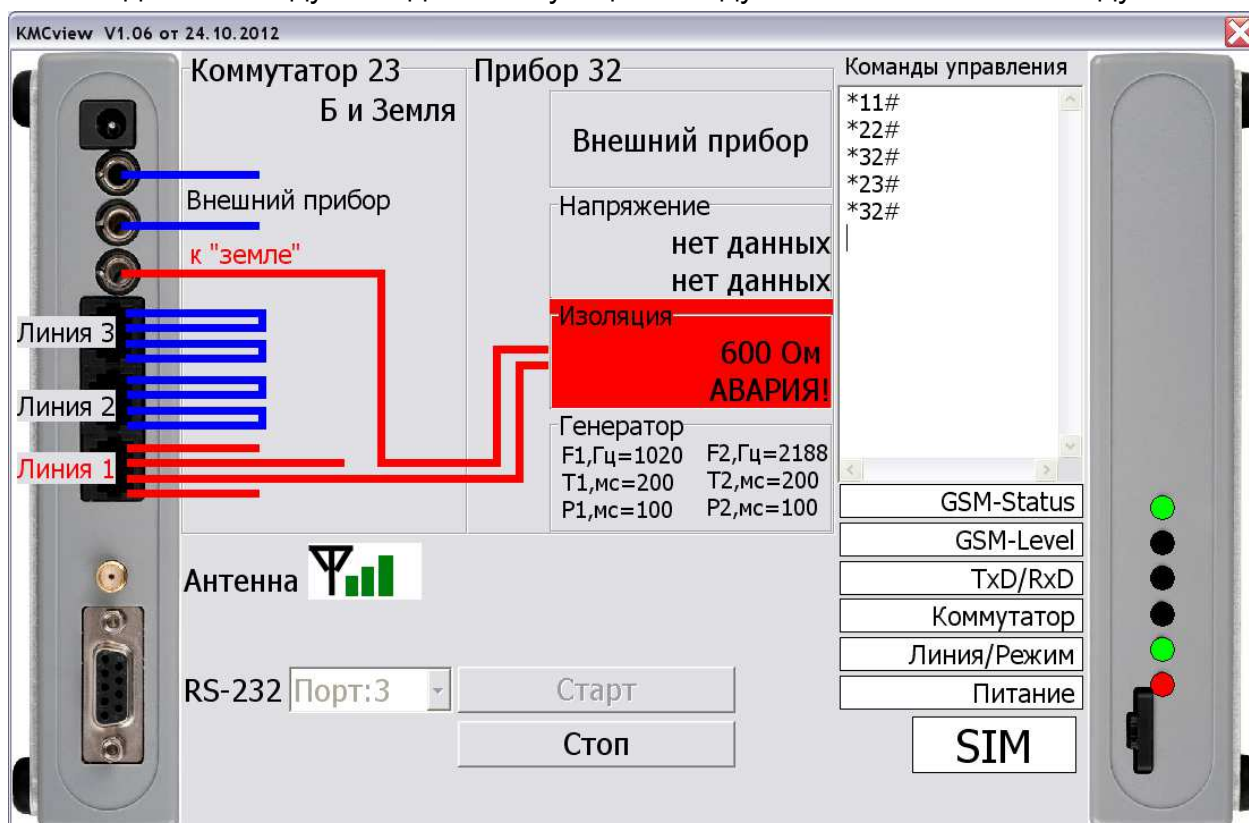 KMCview V1.06 от 24.10.2012
Коммутатор 23
Б и Земля
Внешний прибор
к "земле"
Линия 3
Линия 2
Линия 1
Прибор 32
Внешний прибор
Напряжение
нет данных
нет данных
Изоляция
600 Ом
АВАРИЯ!
Генератор
F1,Гц=1020 F2,Гц=2188
T1,мс=200 T2,мс=200
P1,мс=100 P2,мс=100
Команды управления
*11#
*22#
*32#
*23#
*32#
GSM-Status
GSM-Level
TxD/RxD
Коммутатор
Линия/Режим
Питание
SIM
Антенна
RS-232 Порт:3
Старт
Стоп